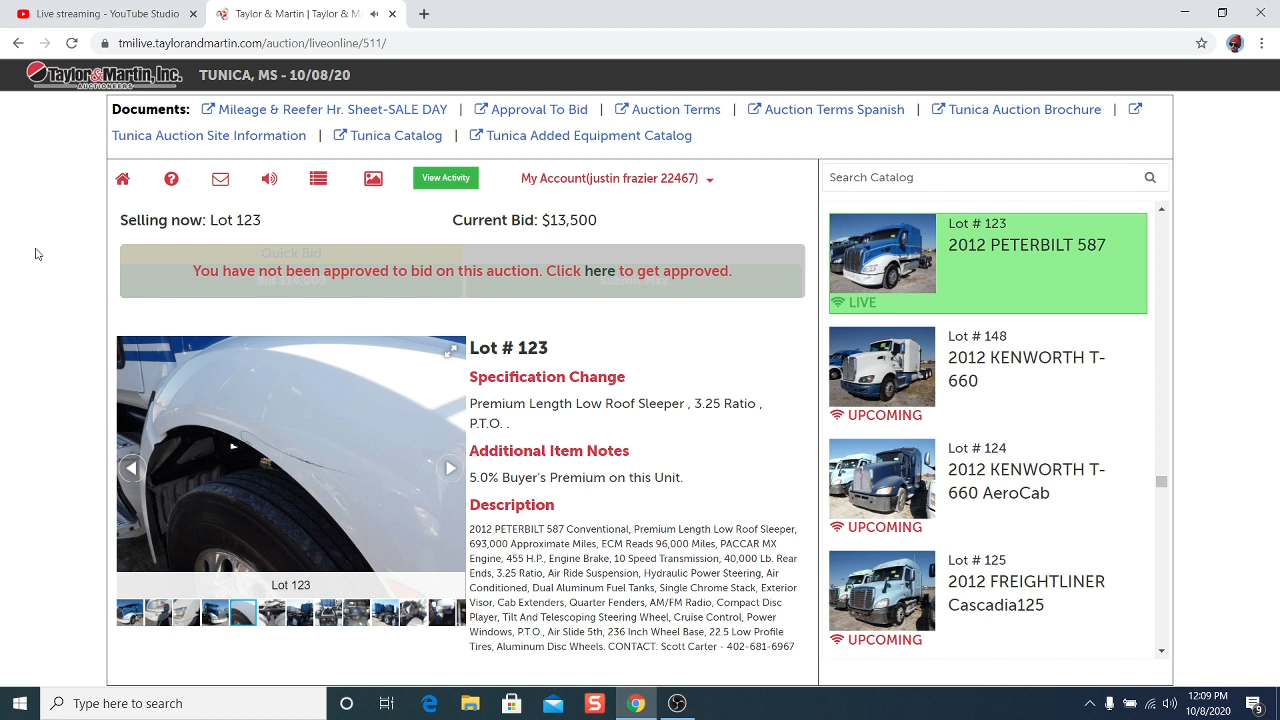 Live streaming - YouTube Studio
Taylor & Martin | Taylor & M
tmilive.taylorandmartin.com/auction/liveonline/511/
Taylor & Martin, Inc.
AUCTIONEERS
TUNICA, MS - 10/08/20
Documents: Mileage & Reefer Hr. Sheet-SALE DAY | Approval To Bid | Auction Terms | Auction Terms Spanish | Tunica Auction Brochure |
Tunica Auction Site Information | Tunica Catalog | Tunica Added Equipment Catalog
View Activity
My Account(justin frazier 22467)
Selling now: Lot 123
Current Bid: $13,500
Quick Bid
You have not been approved to bid on this auction. Click here to get approved.
Lot # 123
Specification Change
Premium Length Low Roof Sleeper , 3.25 Ratio ,
P.T.O. .
Additional Item Notes
5.0% Buyer's Premium on this Unit.
Description
2012 PETERBILT 587 Conventional, Premium Length Low Roof Sleeper,
693,000 Approximate Miles, ECM Reads 96,000 Miles, PACCAR MX
Engine, 455 H.P., Engine Brake, 10 Speed Transmission, 40,000 Lb. Rear
Ends, 3.25 Ratio, Air Ride Suspension, Hydraulic Power Steering, Air
Conditioned, Dual Aluminum Fuel Tanks, Single Chrome Stack, Exterior
Visor, Cab Extenders, Quarter Fenders, AM/FM Radio, Compact Disc
Player, Tilt And Telescoping Steering Wheel, Cruise Control, Power
Windows, P.T.O., Air Slide 5th, 236 Inch Wheel Base, 22.5 Low Profile
Tires, Aluminum Disc Wheels. CONTACT: Scott Carter - 402-681-6967
Lot 123
Search Catalog
Lot # 123
2012 PETERBILT 587
LIVE
Lot # 148
2012 KENWORTH T-
660
UPCOMING
Lot # 124
2012 KENWORTH T-
660 AeroCab
UPCOMING
Lot # 125
2012 FREIGHTLINER
Cascadia125
UPCOMING
Type here to search
12:09 PM
10/8/2020
9